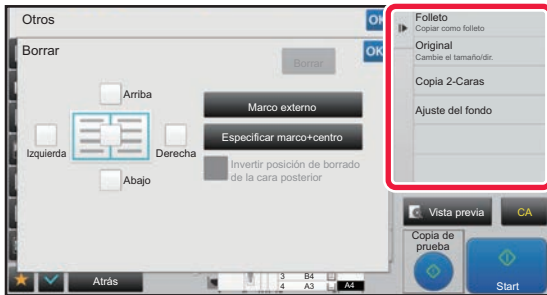 Otros
OK
Borrar
OK
Borrar
Arriba
Izquierda
Derecha
Abajo
Marco externo
Especificar marco+centro
Invertir posición de borrado
de la cara posterior
Atrás
3 B4
4 A3
A4
Folleto
Copiar como folleto
Original
Cambie el tamaño/dir.
Copia 2-Caras
Ajuste del fondo
Vista previa
CA
Copia de
prueba
Start